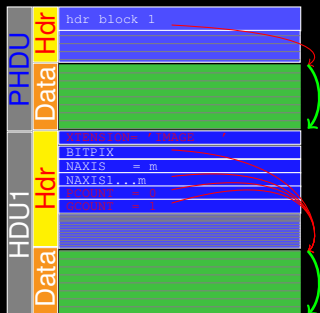 PHDU
Hdr
hdr block 1
Data
HDU1
Hdr
XTENSION= 'IMAGE    '
BITPIX
NAXIS   = m
NAXIS1...m
PCOUNT  = 0
GCOUNT  = 1
Data